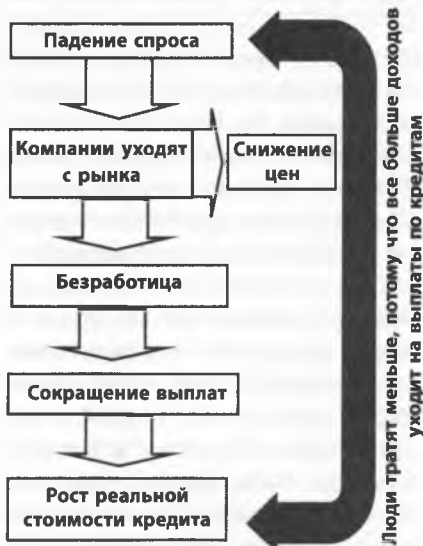 Падение спроса
Компании уходят
с рынка
Снижение
цен
Безработица
Сокращение выплат
Рост реальной
стоимости кредита
Люди тратят меньше, потому что все больше доходов
уходит на выплаты по кредитам